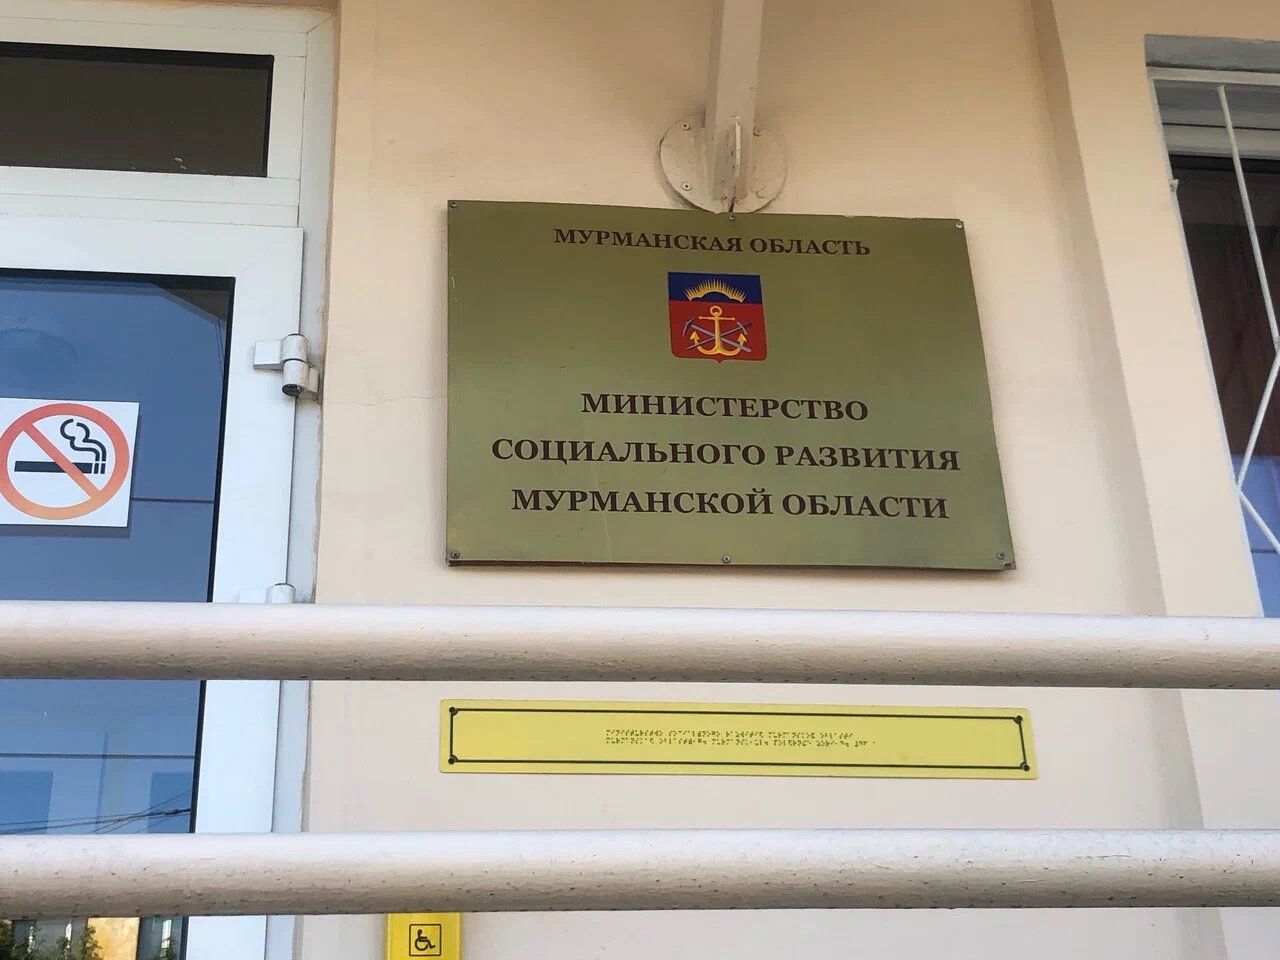 МУРМАНСКАЯ ОБЛАСТЬ
МИНИСТЕРСТВО
СОЦИАЛЬНОГО РАЗВИТИЯ
МУРМАНСКОЙ ОБЛАСТИ